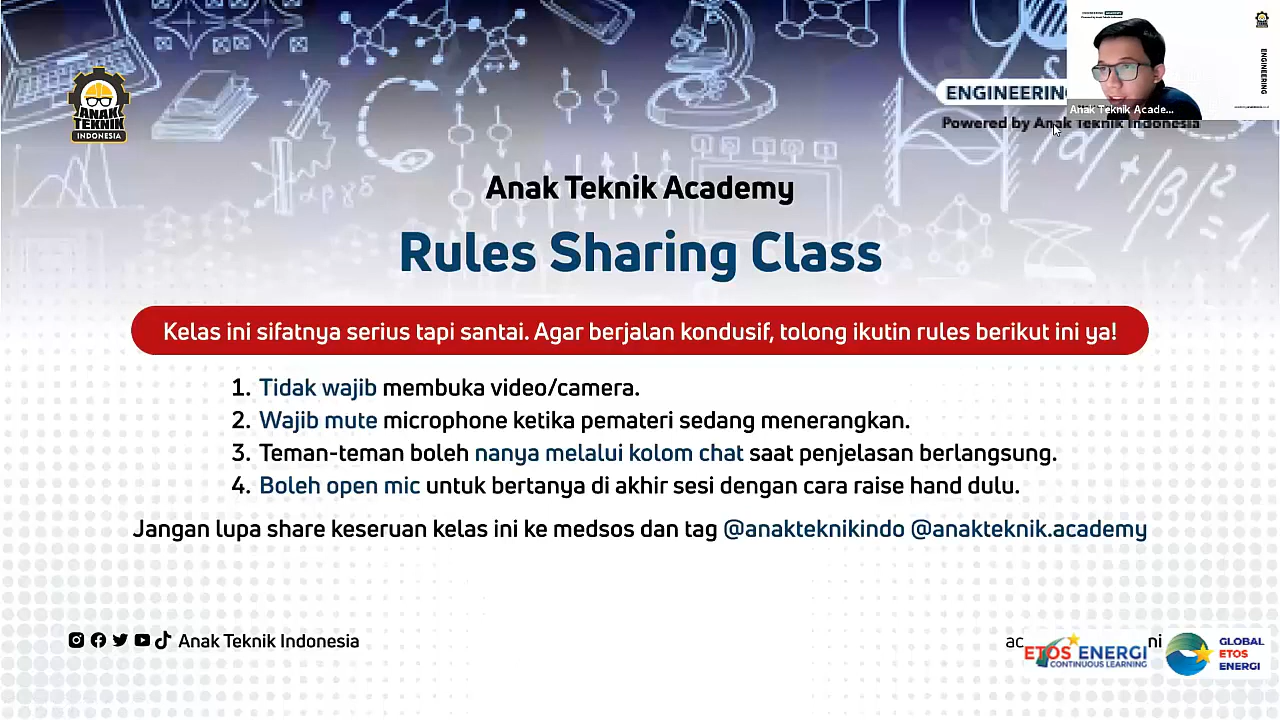 ANAK
TEKNIK
INDONESIA
ENGINEERING
Powered by Anak Teknik Indonesia
Anak Teknik Acade...
ENGINEERING
Anak Teknik Academy
Rules Sharing Class
Kelas ini sifatnya serius tapi santai. Agar berjalan kondusif, tolong ikutin rules berikut ini ya!
1. Tidak wajib membuka video/camera.
2. Wajib mute microphone ketika pemateri sedang menerangkan.
3. Teman-teman boleh nanya melalui kolom chat saat penjelasan berlangsung.
4. Boleh open mic untuk bertanya di akhir sesi dengan cara raise hand dulu.
Jangan lupa share keseruan kelas ini ke medsos dan tag @anakteknikindo @anakteknik.academy
Anak Teknik Indonesia
ETOS ENERGI
CONTINUOUS LEARNING
GLOBAL
ETOS
ENERGI